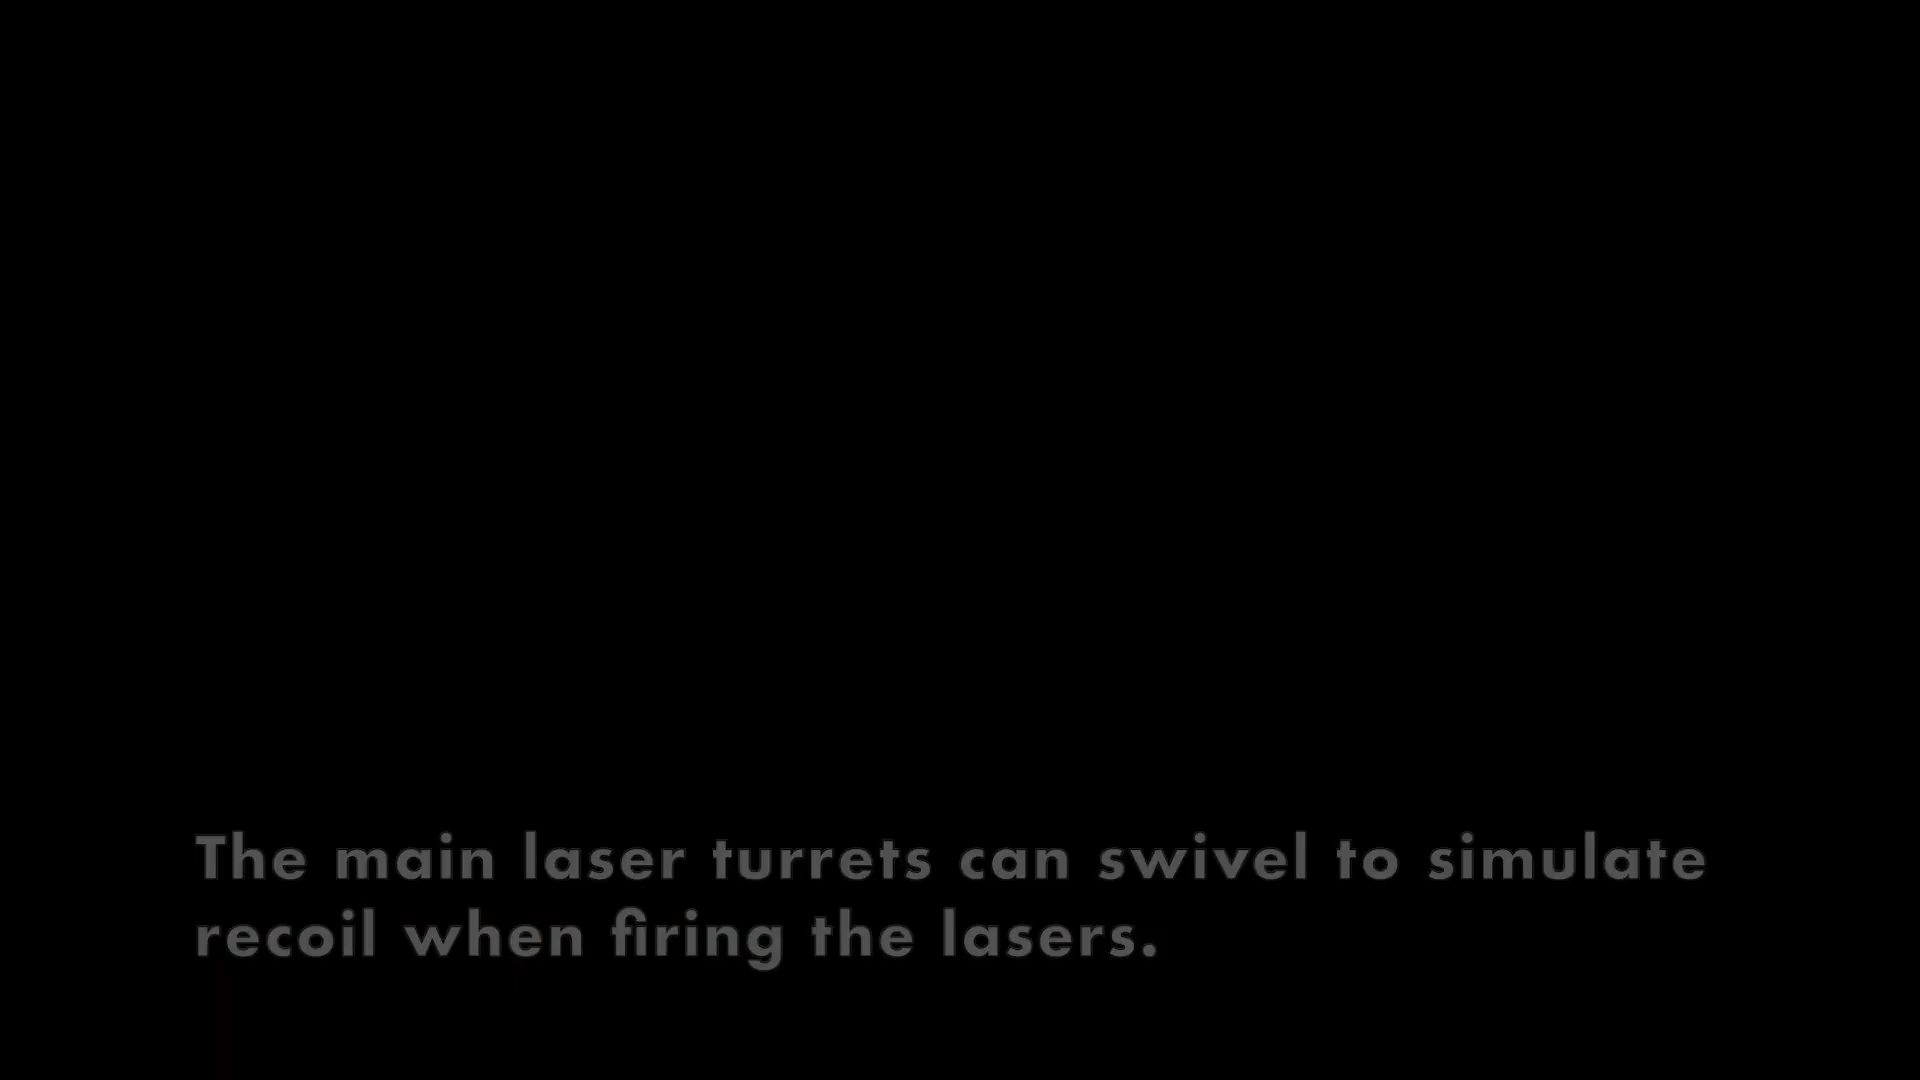 The main laser turrets can swivel to simulate
recoil when firing the lasers.